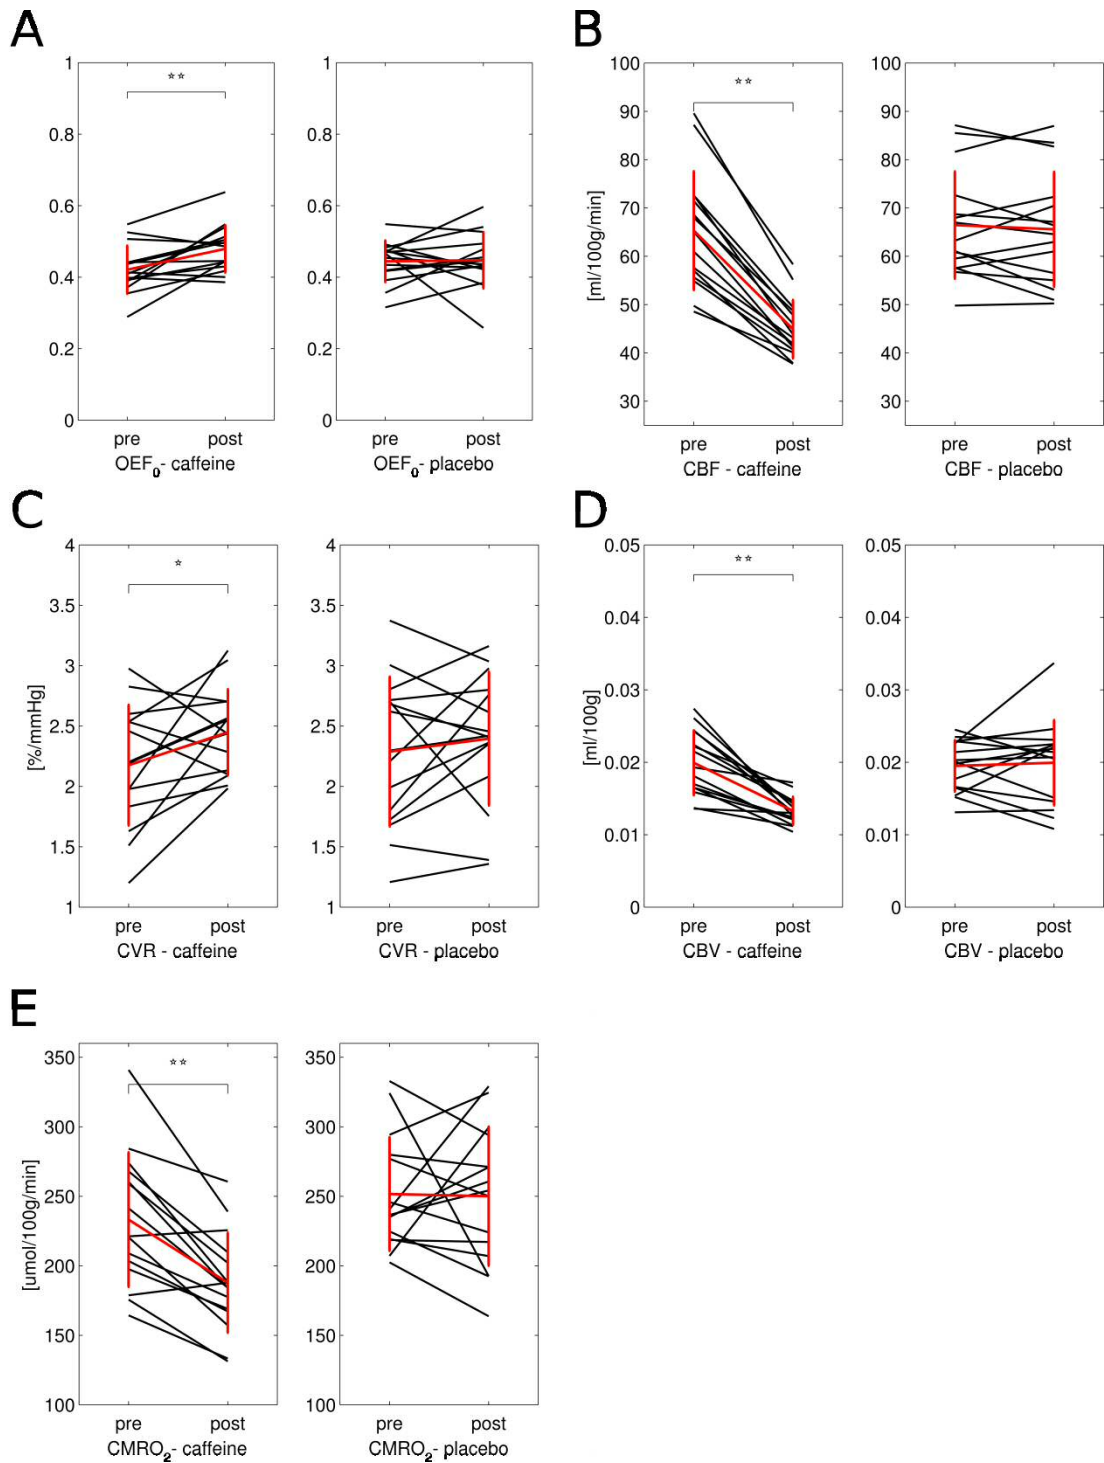 A
1
0.8
0.6
0.4
0.2
0
**
pre post
OEF₀- caffeine
1
0.8
0.6
0.4
0.2
0
pre post
OEF₀- placebo
B
[ml/100g/min]
100
90
80
70
60
50
40
30
**
pre post
CBF - caffeine
100
90
80
70
60
50
40
30
pre post
CBF - placebo
C
[%/mmHg]
4
3.5
3
2.5
2
1.5
1
*
pre post
CVR - caffeine
4
3.5
3
2.5
2
1.5
1
pre post
CVR - placebo
D
[ml/100g]
0.05
0.04
0.03
0.02
0.01
0
**
pre post
CBV - caffeine
0.05
0.04
0.03
0.02
0.01
0
pre post
CBV - placebo
E
[umol/100g/min]
350
300
250
200
150
100
**
pre post
CMRO₂- caffeine
350
300
250
200
150
100
pre post
CMRO₂- placebo